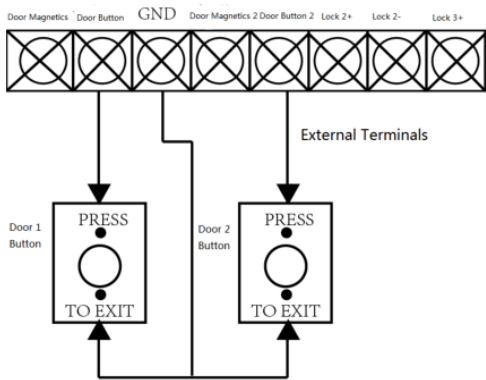 Door Magnetics Door Button GND Door Magnetics 2 Door Button 2 Lock 2+ Lock 2- Lock 3+
External Terminals
Door 1
Button
PRESS
TO EXIT
Door 2
Button
PRESS
TO EXIT